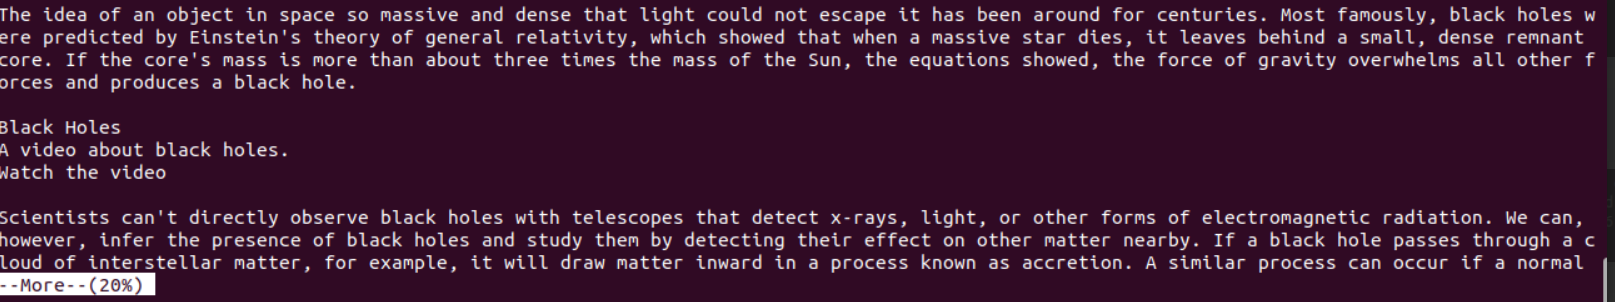 The idea of an object in space so massive and dense that light could not escape it has been around for centuries. Most famously, black holes w
ere predicted by Einstein's theory of general relativity, which showed that when a massive star dies, it leaves behind a small, dense remnant
core. If the core's mass is more than about three times the mass of the Sun, the equations showed, the force of gravity overwhelms all other f
orces and produces a black hole.

Black Holes
A video about black holes.
Watch the video

Scientists can't directly observe black holes with telescopes that detect x-rays, light, or other forms of electromagnetic radiation. We can,
however, infer the presence of black holes and study them by detecting their effect on other matter nearby. If a black hole passes through a c
loud of interstellar matter, for example, it will draw matter inward in a process known as accretion. A similar process can occur if a normal
--More--(20%)